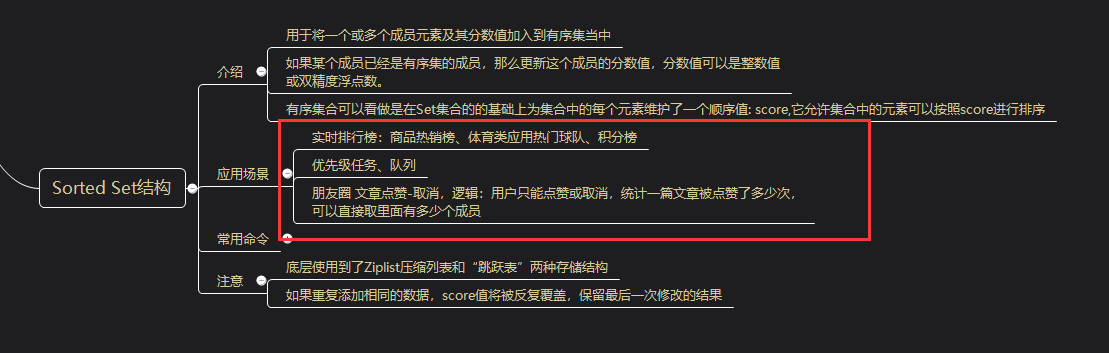 用于将一个或多个成员元素及其分数值加入到有序集当中
如果某个成员已经是有序集的成员，那么更新这个成员的分数值，分数值可以是整数值
或双精度浮点数。
介绍
有序集合可以看做是在Set集合的的基础上为集合中的每个元素维护了一个顺序值: score,它允许集合中的元素可以按照score进行排序
实时排行榜：商品热销榜、体育类应用热门球队、积分榜
应用场景
优先级任务、队列
Sorted Set结构
朋友圈 文章点赞-取消，逻辑：用户只能点赞或取消，统计一篇文章被点赞了多少次，
可以直接取里面有多少个成员
常用命令
底层使用到了Ziplist压缩列表和“跳跃表”两种存储结构
注意
如果重复添加相同的数据，score值将被反复覆盖，保留最后一次修改的结果